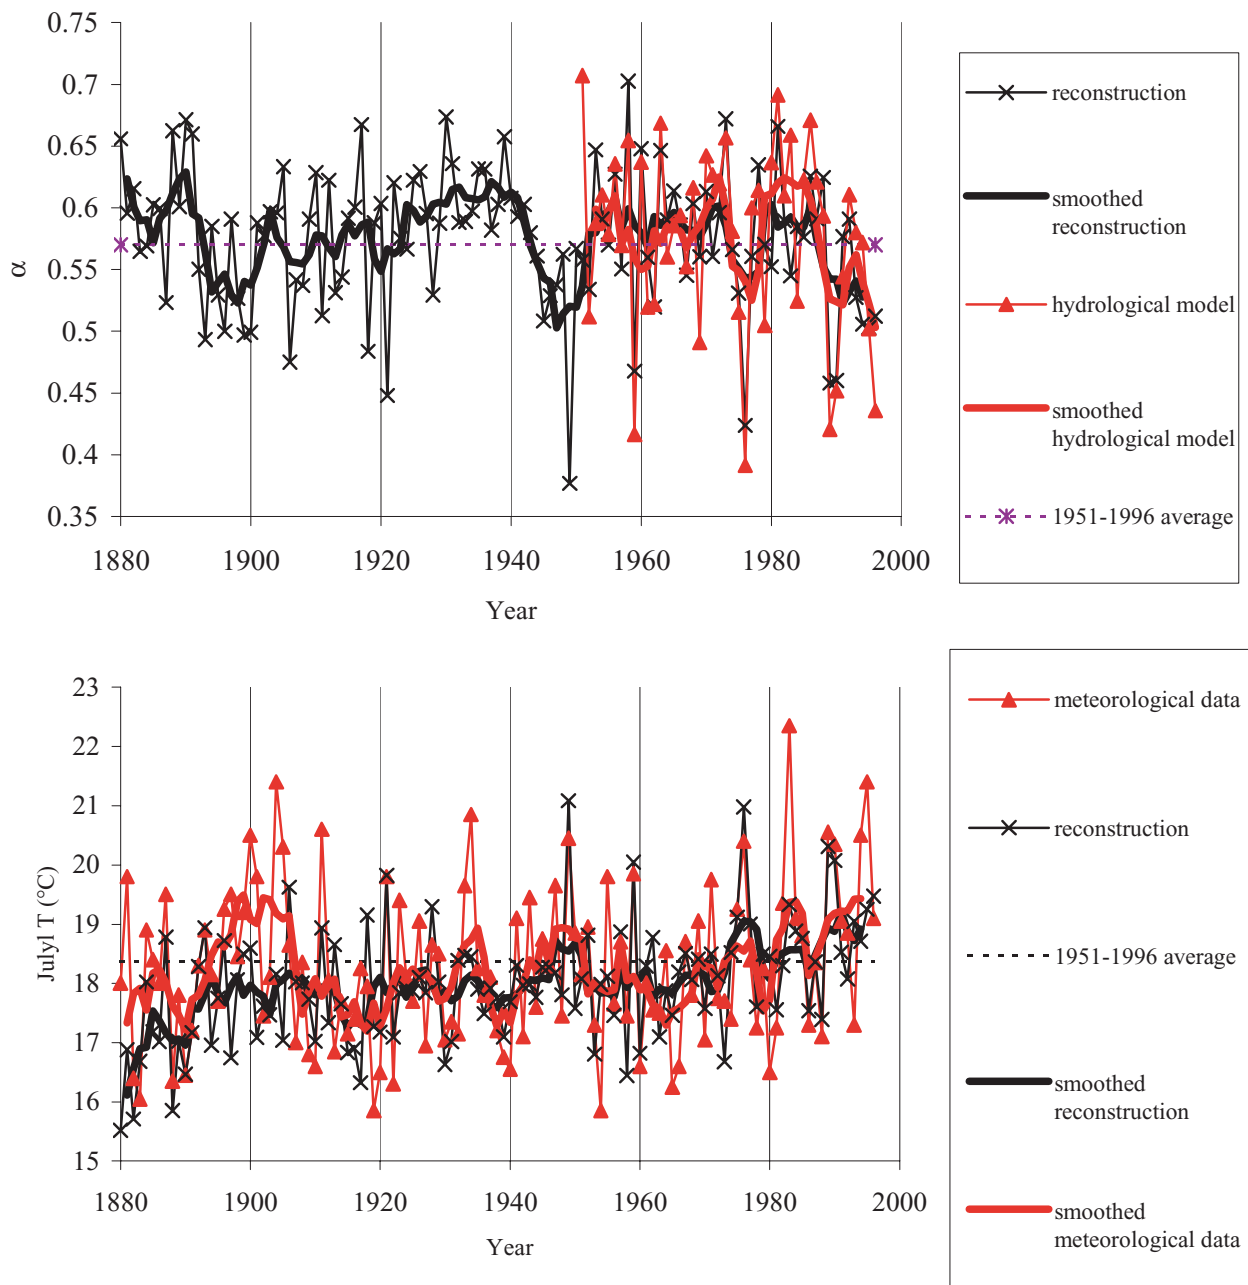 0.75
0.7
0.65
0.6
0.55
0.5
0.45
0.4
0.35
α
1880 1900 1920 1940 1960 1980 2000
Year
reconstruction
smoothed
reconstruction
hydrological model
smoothed
hydrological model
1951-1996 average
23
22
21
20
19
18
17
16
15
Julyl T (°C)
1880 1900 1920 1940 1960 1980 2000
Year
meteorological data
reconstruction
1951-1996 average
smoothed
reconstruction
smoothed
meteorological data